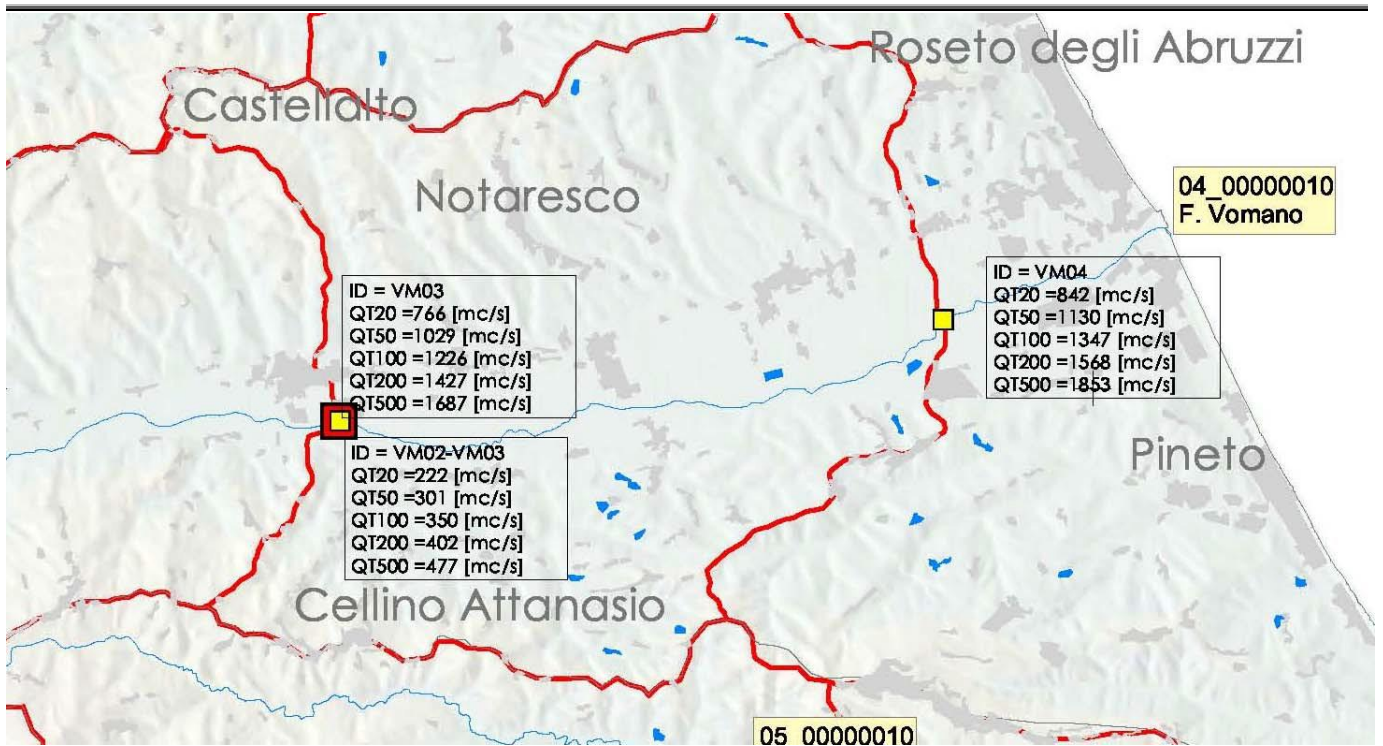 Roseto degli Abruzzi
Castellalto
Notaresco
04_00000010
F. Vomano
ID = VM03
QT20 =766 [mc/s]
QT50 =1029 [mc/s]
QT100 =1226 [mc/s]
QT200 =1427 [mc/s]
QT500 =1687 [mc/s]
ID = VM04
QT20 =842 [mc/s]
QT50 =1130 [mc/s]
QT100 =1347 [mc/s]
QT200 =1568 [mc/s]
QT500 =1853 [mc/s]
ID = VM02-VM03
QT20 =222 [mc/s]
QT50 =301 [mc/s]
QT100 =350 [mc/s]
QT200 =402 [mc/s]
QT500 =477 [mc/s]
Pineto
Cellino Attanasio
05_00000010